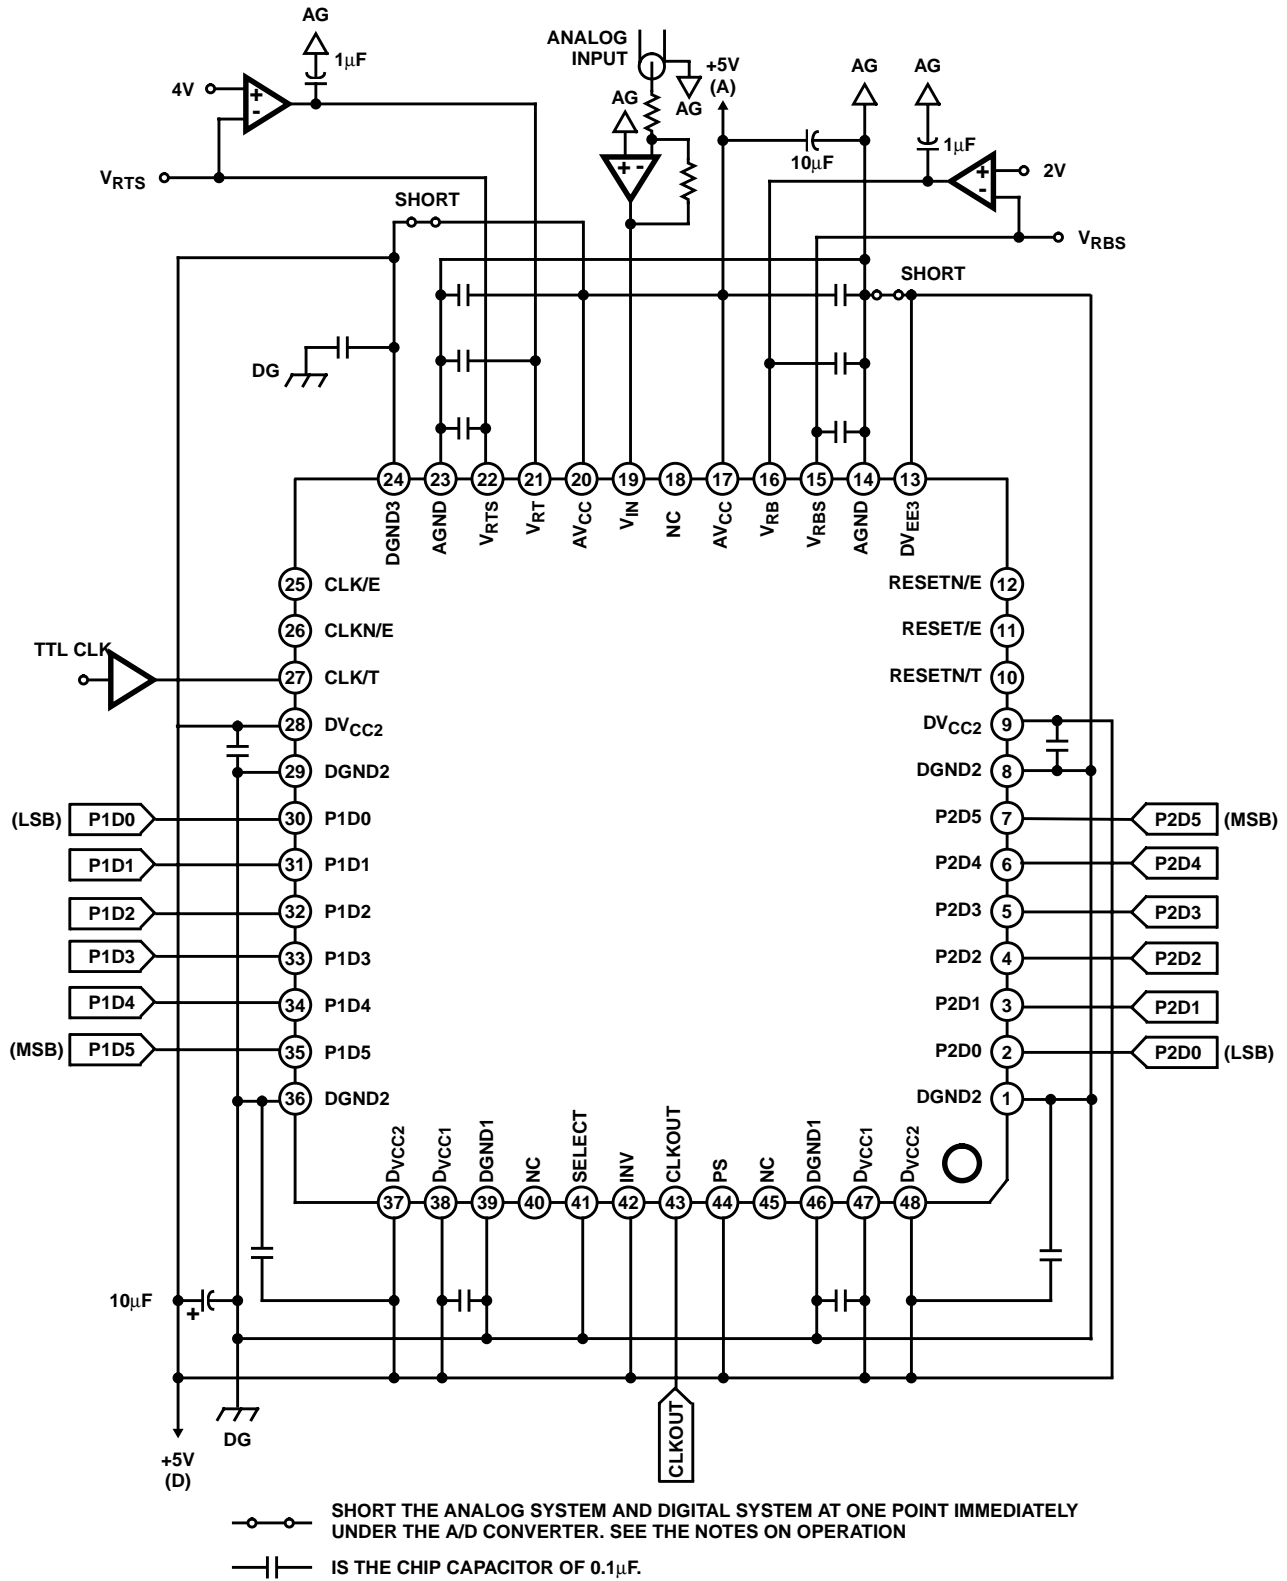 AG
1µF
4V
VRTS
ANALOG
INPUT
AG
AG
+5V
(A)
AG
10µF
AG
1µF
2V
VRBS
SHORT
SHORT
DG
24
23
22
21
20
19
18
17
16
15
14
13
DGND3
AGND
VRTS
VRT
AVCC
VIN
NC
AVCC
VRB
VRBS
AGND
DVEE3
25 CLK/E
RESETN/E 12
26 CLKN/E
RESET/E 11
TTL CLK
27 CLK/T
RESETN/T 10
28 DVCC2
DVCC2 9
29 DGND2
DGND2 8
(LSB) P1D0 30 P1D0
P2D5 7 P2D5 (MSB)
P1D1 31 P1D1
P2D4 6 P2D4
P1D2 32 P1D2
P2D3 5 P2D3
P1D3 33 P1D3
P2D2 4 P2D2
P1D4 34 P1D4
P2D1 3 P2D1
(MSB) P1D5 35 P1D5
P2D0 2 P2D0 (LSB)
36 DGND2
DGND2 1
DVCC2
DVCC1
DGND1
NC
SELECT
INV
CLKOUT
PS
NC
DGND1
DVCC1
DVCC2
37
38
39
40
41
42
43
44
45
46
47
48
10µF
+
DG
+5V
(D)
CLKOUT
SHORT THE ANALOG SYSTEM AND DIGITAL SYSTEM AT ONE POINT IMMEDIATELY
UNDER THE A/D CONVERTER. SEE THE NOTES ON OPERATION
IS THE CHIP CAPACITOR OF 0.1µF.